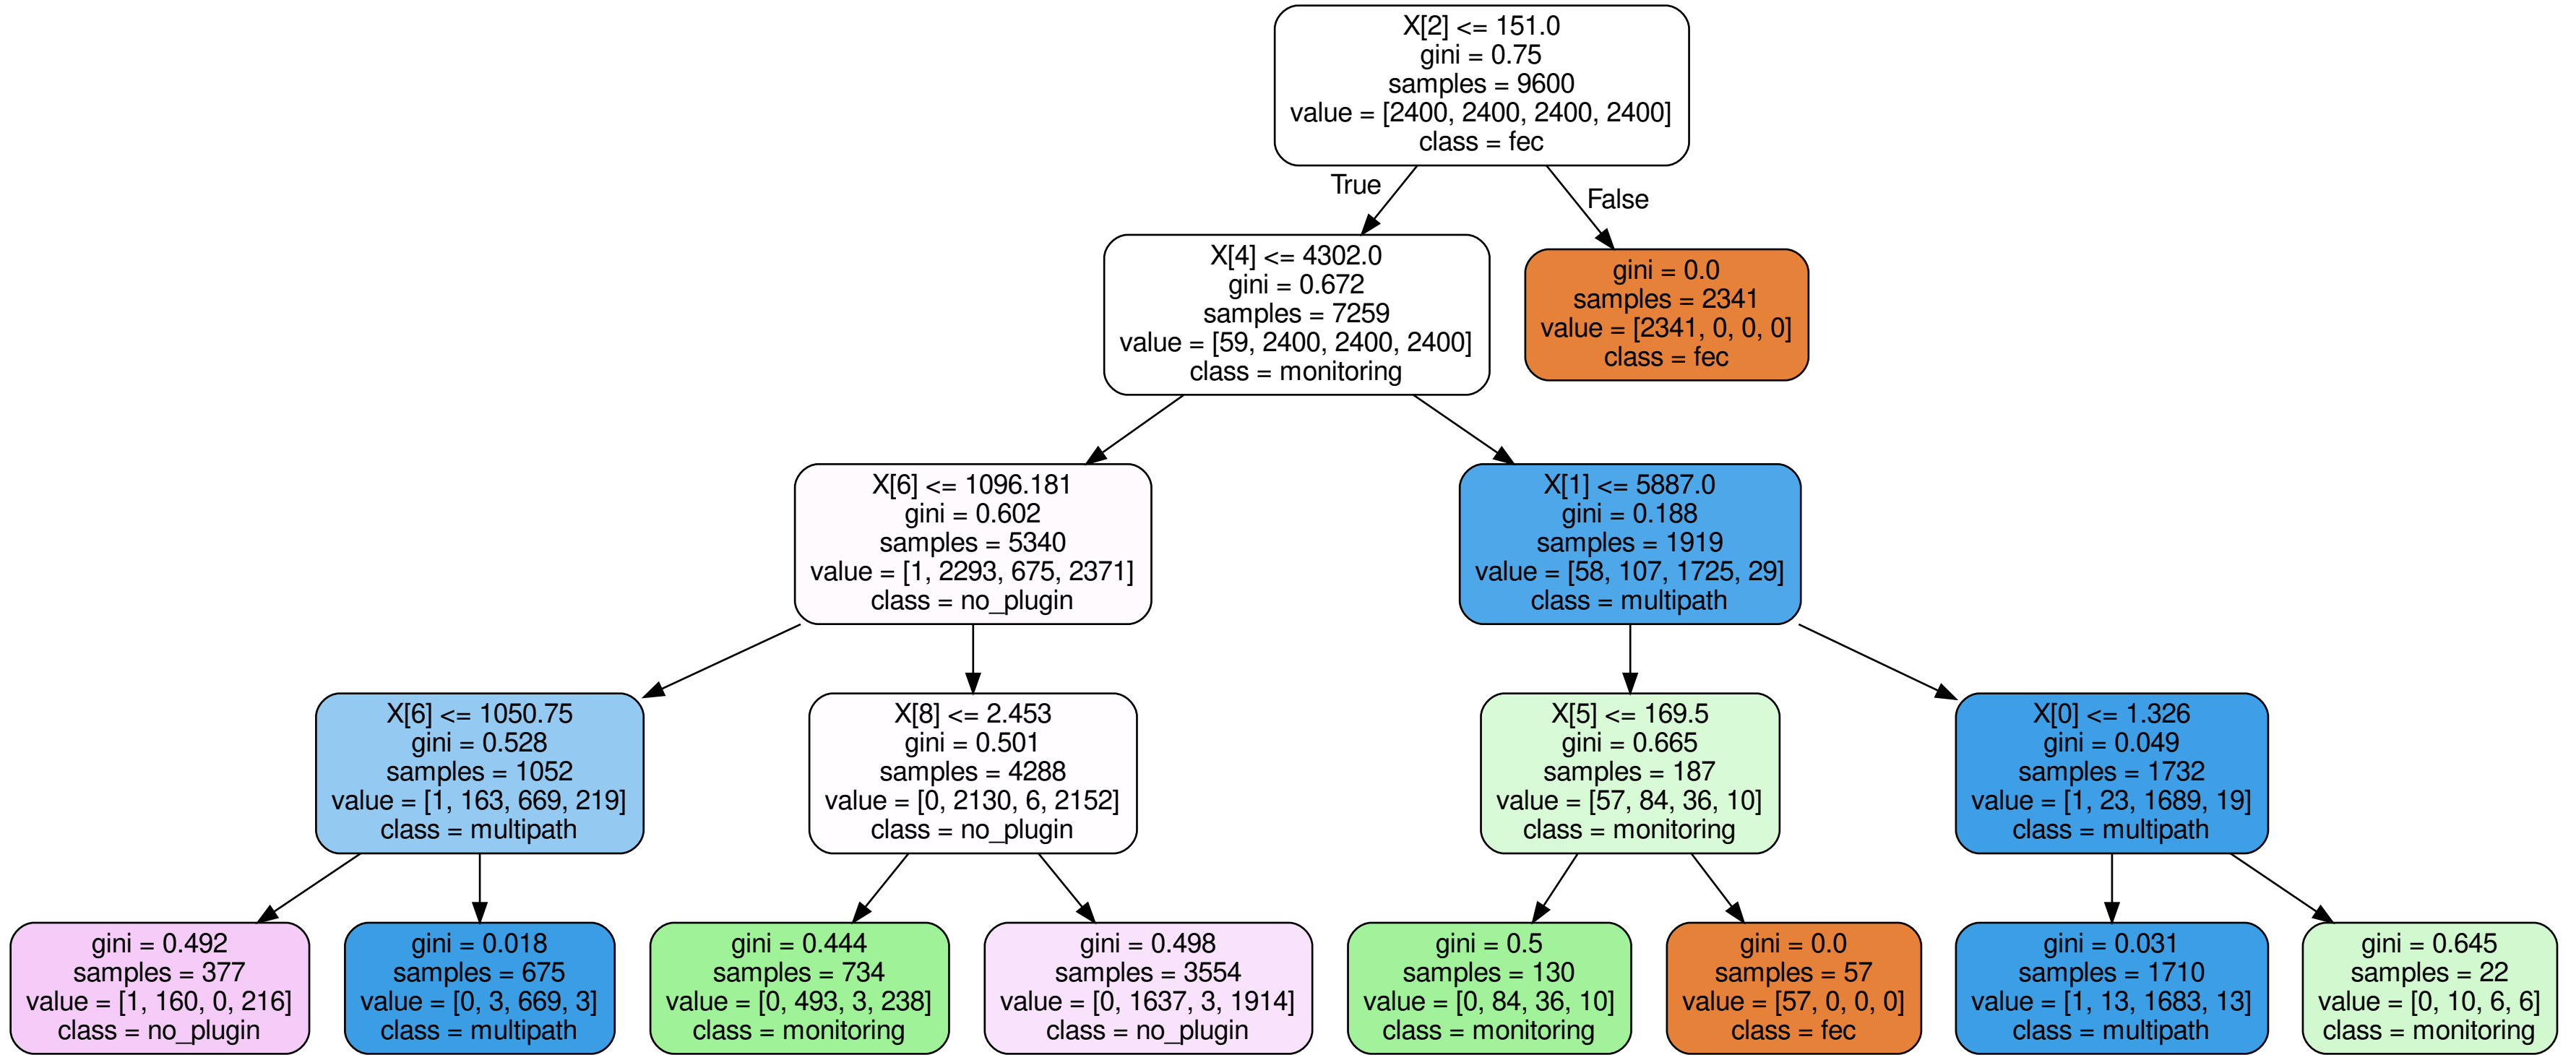 X[2] <= 151.0
gini = 0.75
samples = 9600
value = [2400, 2400, 2400, 2400]
class = fec
True
False
X[4] <= 4302.0
gini = 0.672
samples = 7259
value = [59, 2400, 2400, 2400]
class = monitoring
gini = 0.0
samples = 2341
value = [2341, 0, 0, 0]
class = fec
X[6] <= 1096.181
gini = 0.602
samples = 5340
value = [1, 2293, 675, 2371]
class = no_plugin
X[1] <= 5887.0
gini = 0.188
samples = 1919
value = [58, 107, 1725, 29]
class = multipath
X[6] <= 1050.75
gini = 0.528
samples = 1052
value = [1, 163, 669, 219]
class = multipath
X[8] <= 2.453
gini = 0.501
samples = 4288
value = [0, 2130, 6, 2152]
class = no_plugin
X[5] <= 169.5
gini = 0.665
samples = 187
value = [57, 84, 36, 10]
class = monitoring
X[0] <= 1.326
gini = 0.049
samples = 1732
value = [1, 23, 1689, 19]
class = multipath
gini = 0.492
samples = 377
value = [1, 160, 0, 216]
class = no_plugin
gini = 0.018
samples = 675
value = [0, 3, 669, 3]
class = multipath
gini = 0.444
samples = 734
value = [0, 493, 3, 238]
class = monitoring
gini = 0.498
samples = 3554
value = [0, 1637, 3, 1914]
class = no_plugin
gini = 0.5
samples = 130
value = [0, 84, 36, 10]
class = monitoring
gini = 0.0
samples = 57
value = [57, 0, 0, 0]
class = fec
gini = 0.031
samples = 1710
value = [1, 13, 1683, 13]
class = multipath
gini = 0.645
samples = 22
value = [0, 10, 6, 6]
class = monitoring